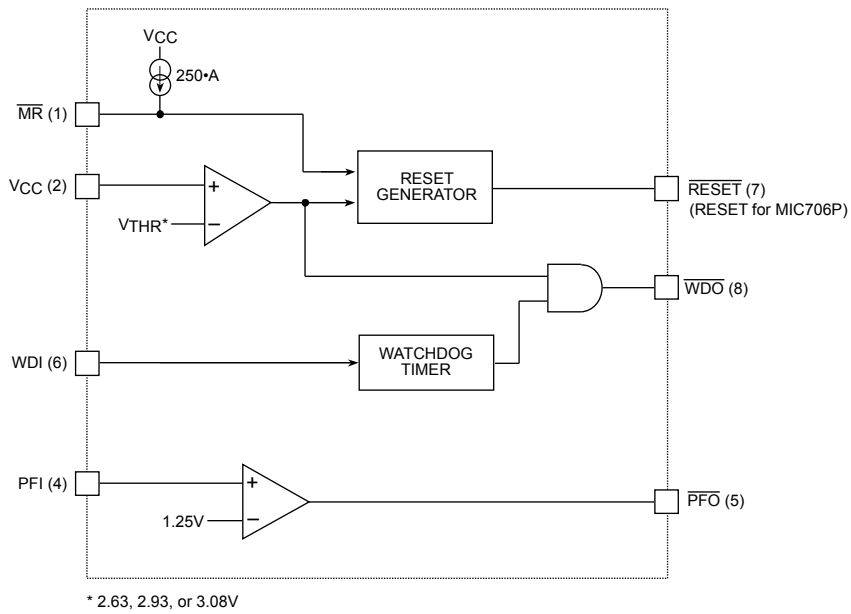 VCC
250•A
MR (1)
VCC (2)
+
VTHR*
−
RESET
GENERATOR
RESET (7)
(RESET for MIC706P)
WDO (8)
WDI (6)
WATCHDOG
TIMER
PFI (4)
+
1.25V
−
PFO (5)
* 2.63, 2.93, or 3.08V